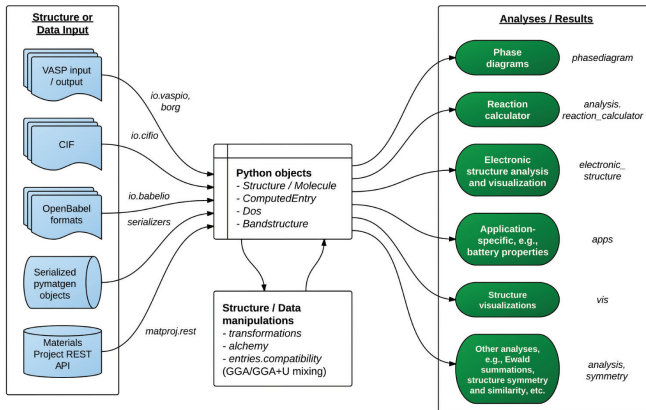 Structure or
Data Input
VASP input
/ output
CIF
OpenBabel
formats
Serialized
pymatgen
objects
Materials
Project REST
API
io.vaspio,
borg
io.cifio
io.babelio
serializers
matproj.rest
Python objects
- Structure / Molecule
- ComputedEntry
- Dos
- Bandstructure
Structure / Data
manipulations
- transformations
- alchemy
- entries.compatibility
(GGA/GGA+U mixing)
Analyses / Results
Phase
diagrams
phasediagram
Reaction
calculator
analysis.
reaction_calculator
Electronic
structure analysis
and visualization
electronic_
structure
Application-
specific, e.g.,
battery properties
apps
Structure
visualizations
vis
Other analyses,
e.g., Ewald
summations,
structure symmetry
and similarity, etc.
analysis,
symmetry